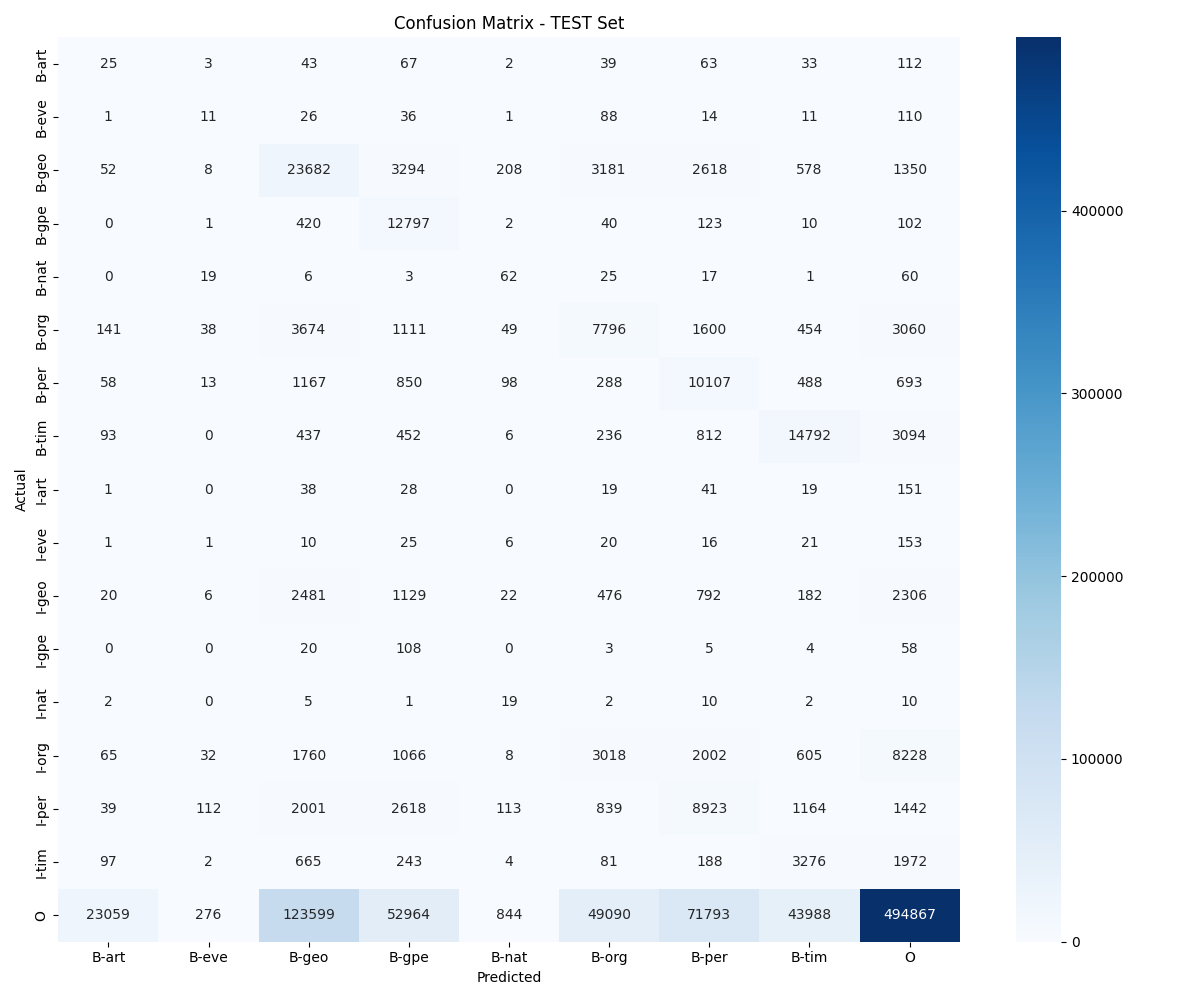 Confusion Matrix - TEST Set
Actual
B-art 25 3 43 67 2 39 63 33 112
B-eve 1 11 26 36 1 88 14 11 110
B-geo 52 8 23682 3294 208 3181 2618 578 1350
B-gpe 0 1 420 12797 2 40 123 10 102
B-nat 0 19 6 3 62 25 17 1 60
B-org 141 38 3674 1111 49 7796 1600 454 3060
B-per 58 13 1167 850 98 288 10107 488 693
B-tim 93 0 437 452 6 236 812 14792 3094
I-art 1 0 38 28 0 19 41 19 151
I-eve 1 1 10 25 6 20 16 21 153
I-geo 20 6 2481 1129 22 476 792 182 2306
I-gpe 0 0 20 108 0 3 5 4 58
I-nat 2 0 5 1 19 2 10 2 10
I-org 65 32 1760 1066 8 3018 2002 605 8228
I-per 39 112 2001 2618 113 839 8923 1164 1442
I-tim 97 2 665 243 4 81 188 3276 1972
O 23059 276 123599 52964 844 49090 71793 43988 494867
B-art B-eve B-geo B-gpe B-nat B-org B-per B-tim O
Predicted
400000
300000
200000
100000
0